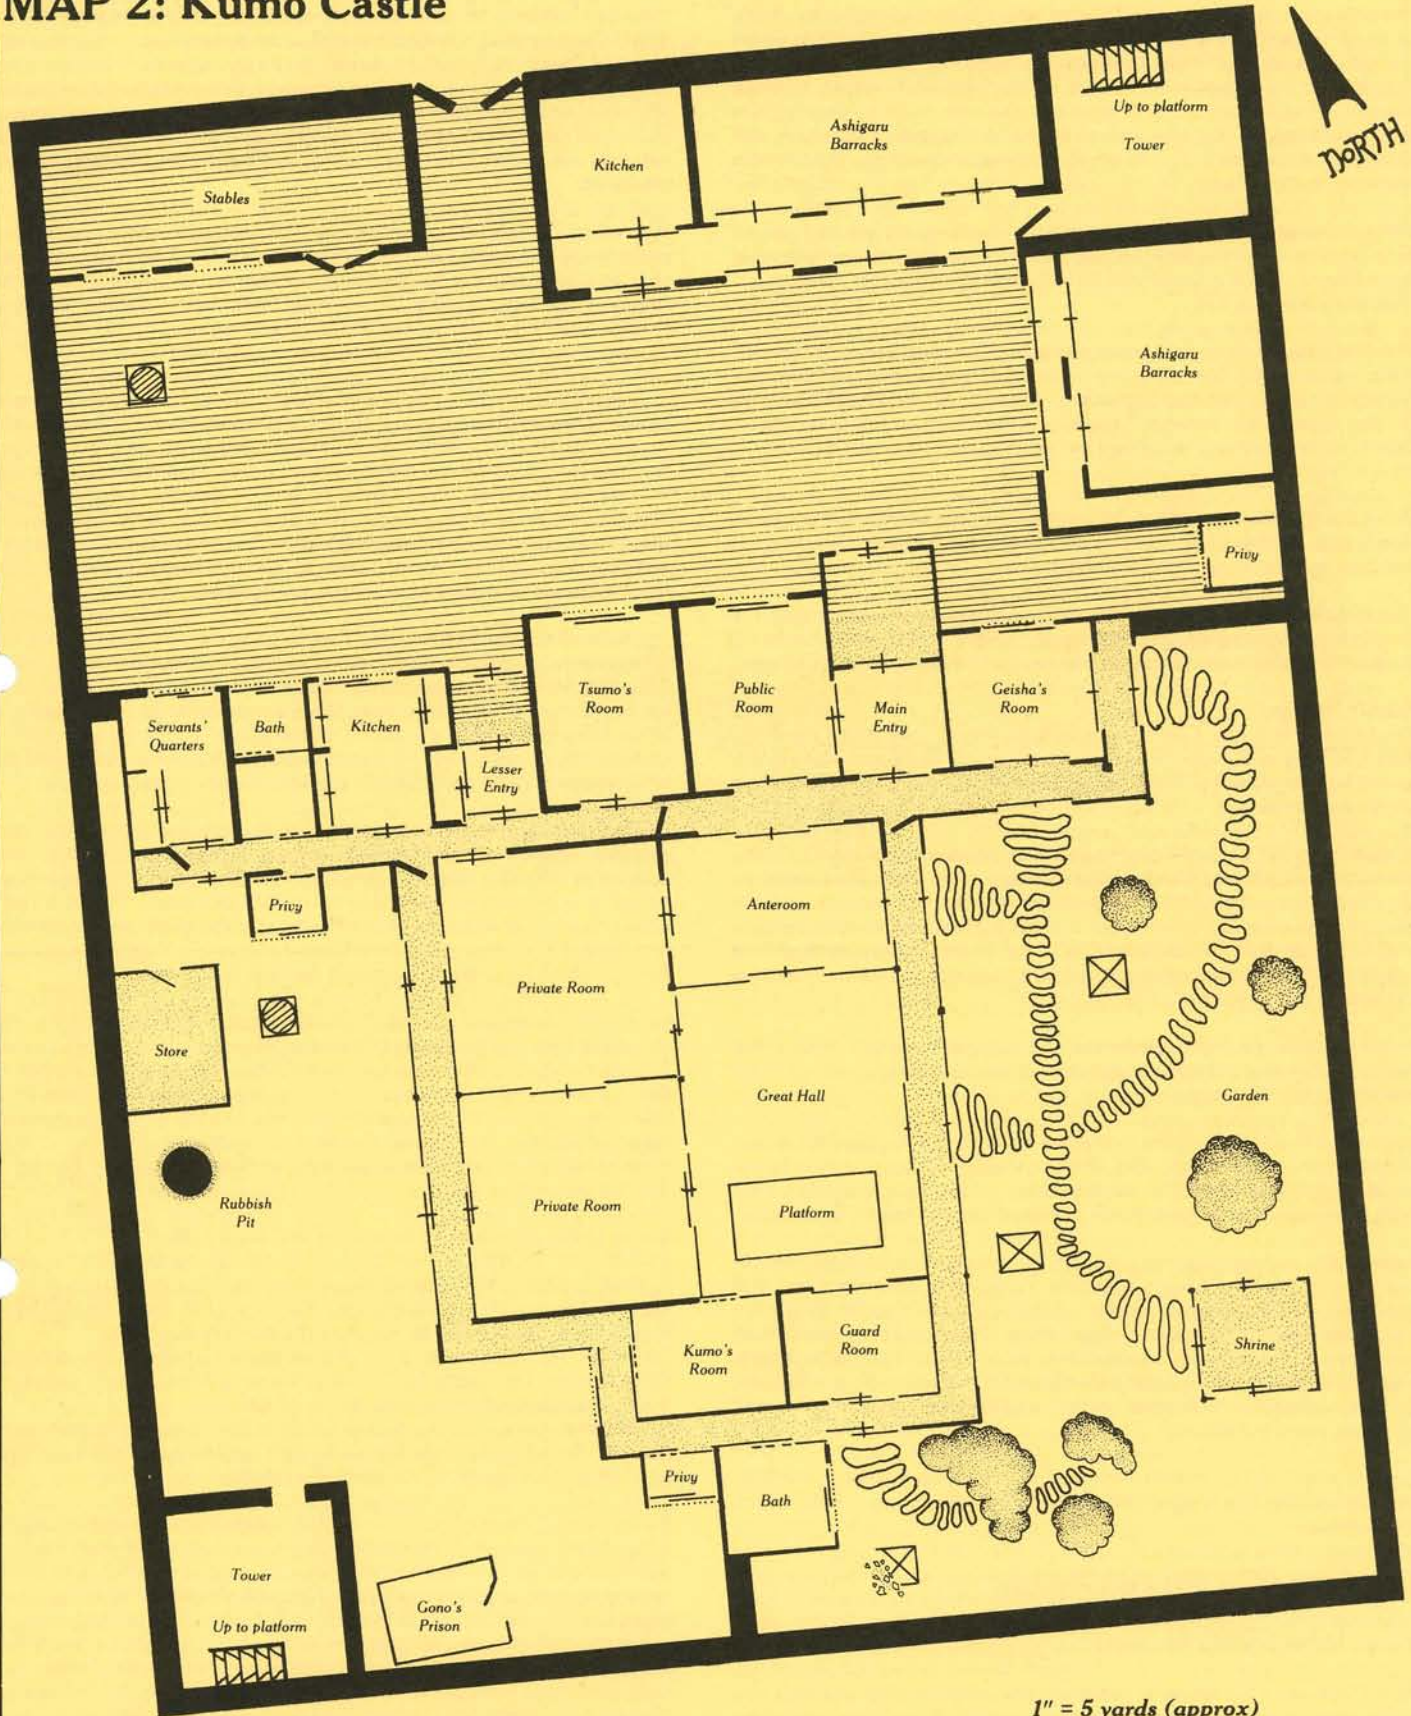 MAP 2: Kumo Castle
Up to platform
Tower
NORTH
Ashigaru
Barracks
Kitchen
Stables
Ashigaru
Barracks
Privy
Tsumo's
Room
Public
Room
Main
Entry
Geisha's
Room
Servants'
Quarters
Bath
Kitchen
Lesser
Entry
Privy
Anteroom
Private Room
Store
Great Hall
Garden
Rubbish
Pit
Private Room
Platform
Kumo's
Room
Guard
Room
Shrine
Privy
Bath
Tower
Up to platform
Gono's
Prison
1" = 5 yards (approx)